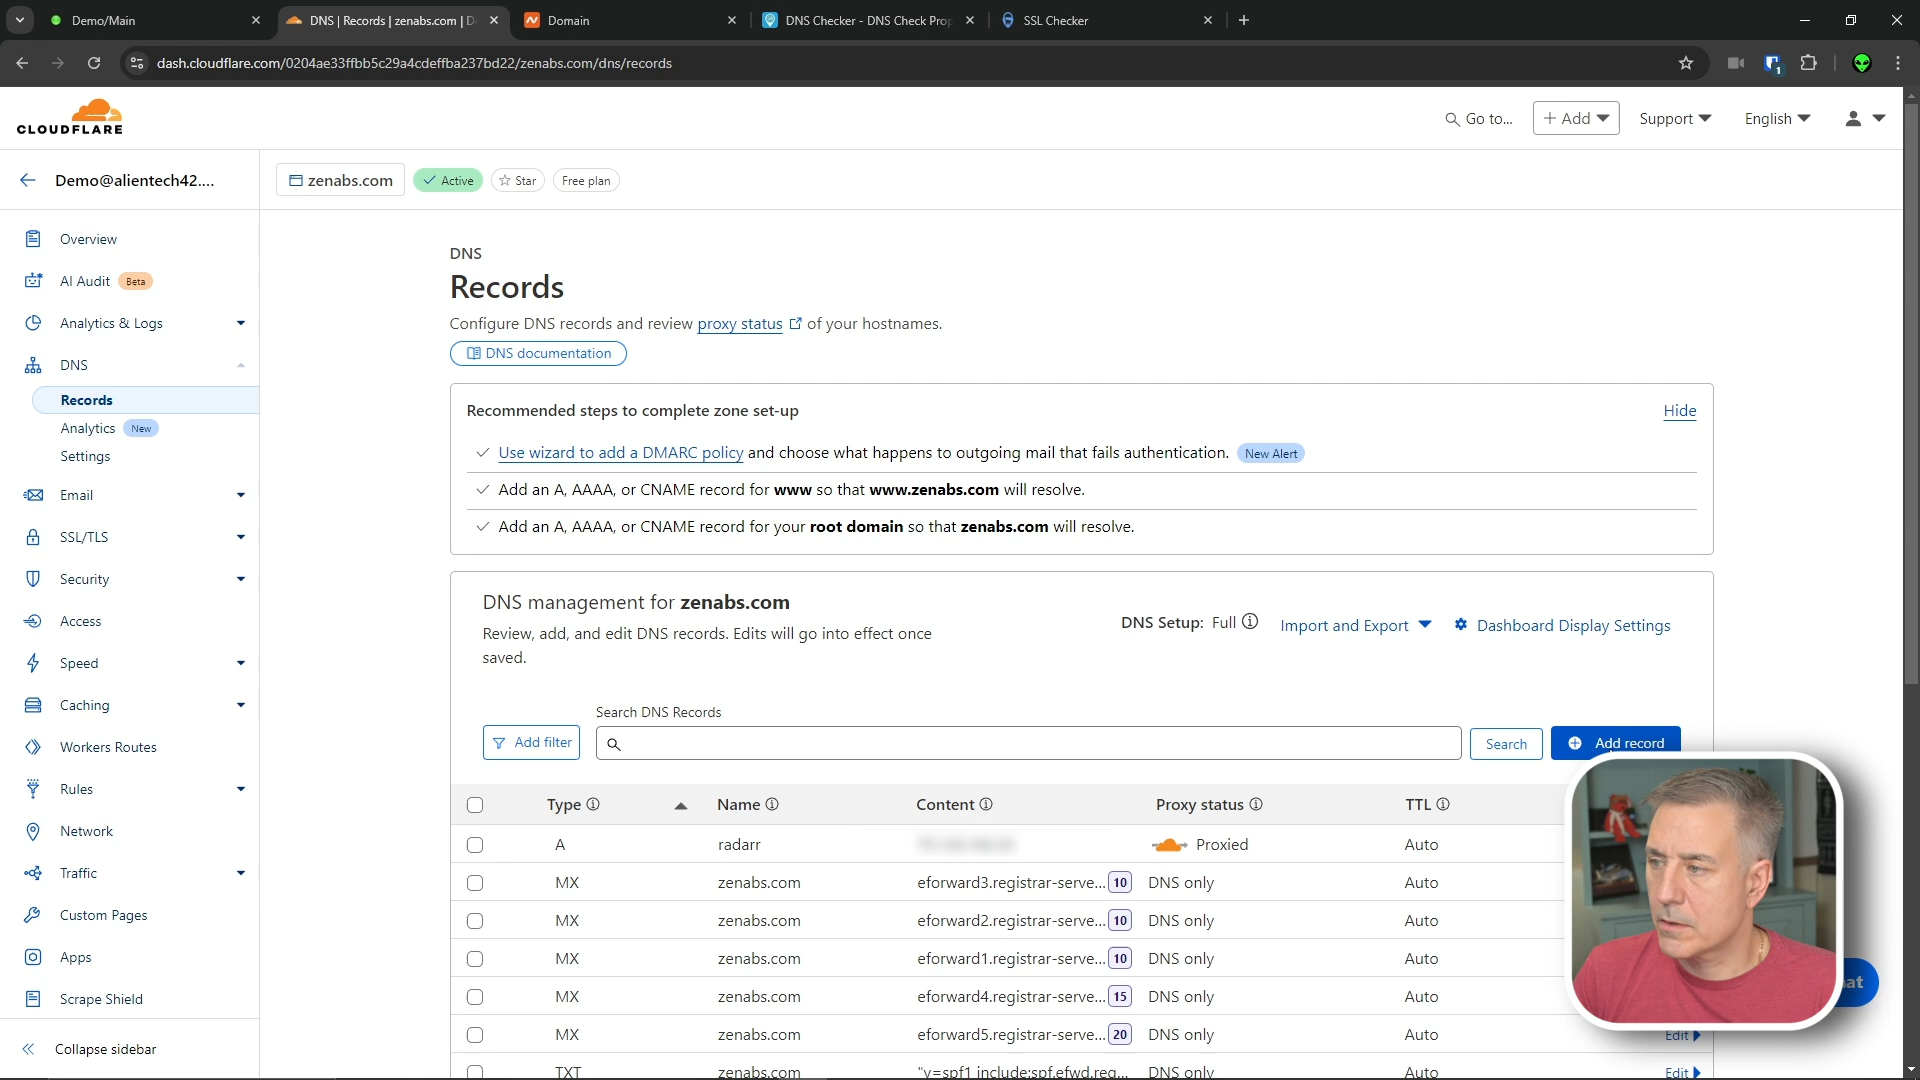 Demo/Main
DNS | Records | zenabs.com | D
Domain
DNS Checker - DNS Check Prop
SSL Checker
dash.cloudflare.com/0204ae33ffbb5c29a4cdeffba237bd22/zenabs.com/dns/records
1
CLOUDFLARE
Go to...
+ Add
Support
English
Demo@alientech42....
zenabs.com
Active
Star
Free plan
Overview
AI Audit Beta
Analytics & Logs
DNS
Records
Analytics New
Settings
Email
SSL/TLS
Security
Access
Speed
Caching
Workers Routes
Rules
Network
Traffic
Custom Pages
Apps
Scrape Shield
Collapse sidebar
DNS
Records
Configure DNS records and review proxy status of your hostnames.
DNS documentation
Recommended steps to complete zone set-up
Hide
Use wizard to add a DMARC policy and choose what happens to outgoing mail that fails authentication. New Alert
Add an A, AAAA, or CNAME record for www so that www.zenabs.com will resolve.
Add an A, AAAA, or CNAME record for your root domain so that zenabs.com will resolve.
DNS management for zenabs.com
Review, add, and edit DNS records. Edits will go into effect once
saved.
DNS Setup: Full
Import and Export
Dashboard Display Settings
Search DNS Records
Add filter
Search
Add record
Type Name Content Proxy status TTL
A radarr Proxied Auto
MX zenabs.com eforward3.registrar-serve... 10 DNS only Auto
MX zenabs.com eforward2.registrar-serve... 10 DNS only Auto
MX zenabs.com eforward1.registrar-serve... 10 DNS only Auto
MX zenabs.com eforward4.registrar-serve... 15 DNS only Auto
MX zenabs.com eforward5.registrar-serve... 20 DNS only Auto Edit
TXT zenabs.com "v=spf1 include:spf.efwd.reg... DNS only Auto Edit
at